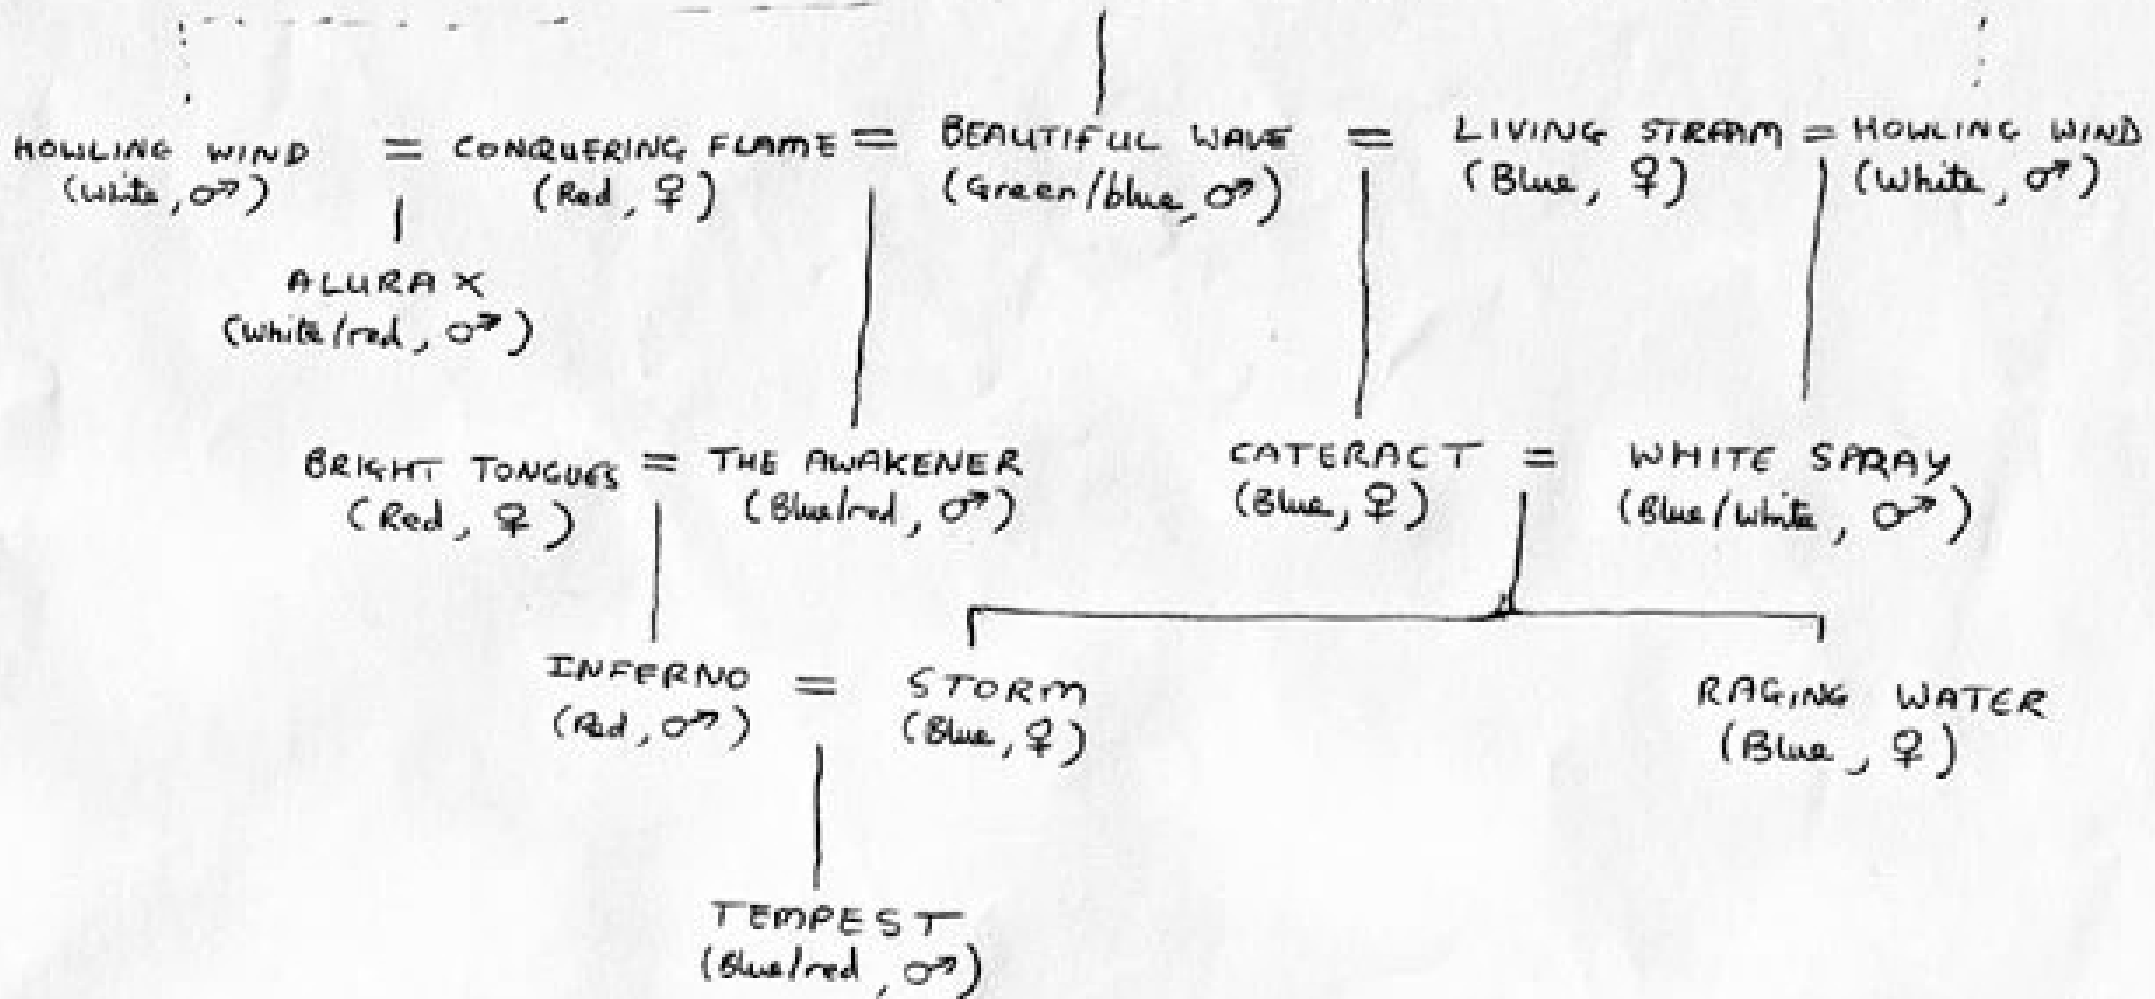 HOWLING WIND = CONQUERING FLAME = BEAUTIFUL WAVE = LIVING STREAM = HOWLING WIND
(White, ♂) (Red, ♀) (Green/blue, ♂) (Blue, ♀) (White, ♂)
ALURAX
(White/red, ♂)
BRIGHT TONGUES = THE AWAKENER CATERACT = WHITE SPRAY
(Red, ♀) (Blue/red, ♂) (Blue, ♀) (Blue/White, ♂)
INFERNO = STORM RAGING WATER
(Red, ♂) (Blue, ♀) (Blue, ♀)
TEMPEST
(Blue/red, ♂)